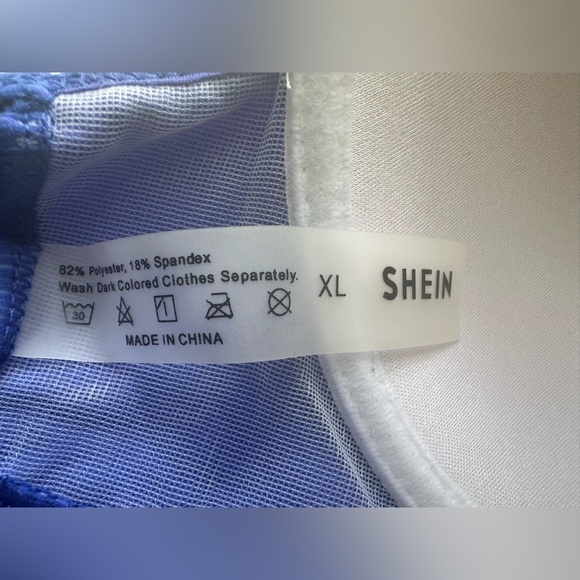 82% Polyester, 18% Spandex
Wash Dark Colored Clothes Separately.
30
MADE IN CHINA
XL
SHEIN